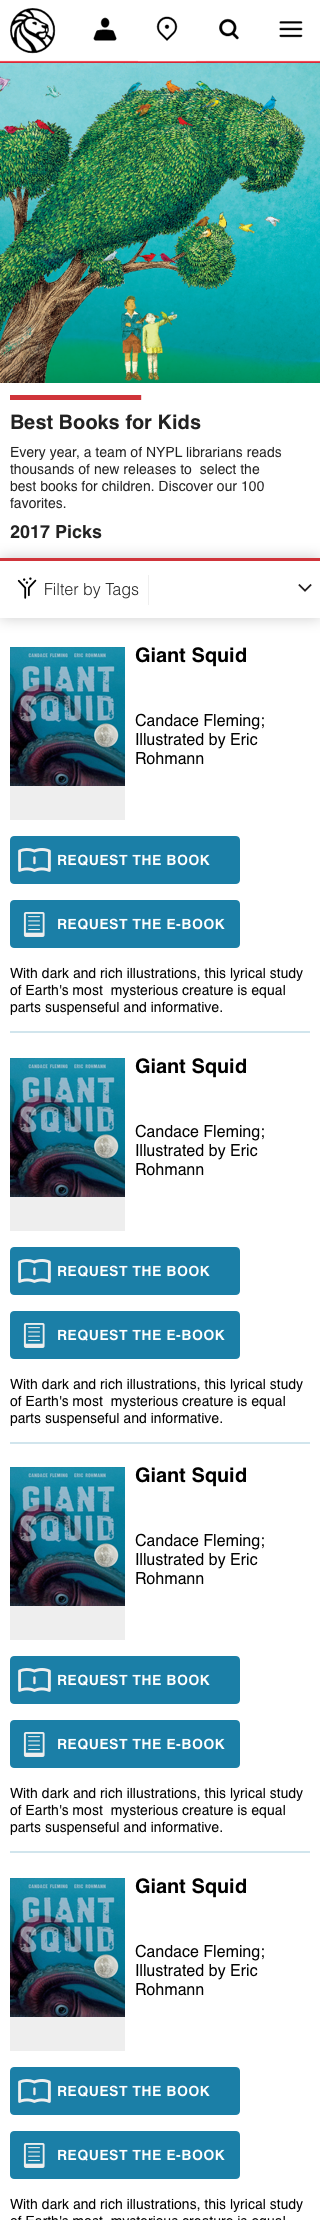 Best Books for Kids
Every year, a team of NYPL librarians reads
thousands of new releases to  select the
best books for children. Discover our 100
favorites.
2017 Picks
Filter by Tags
CANDACE FLEMING ERIC ROHMANN
GIANT
SQUID
Giant Squid
Candace Fleming;
Illustrated by Eric
Rohmann
REQUEST THE BOOK
REQUEST THE E-BOOK
With dark and rich illustrations, this lyrical study
of Earth's most  mysterious creature is equal
parts suspenseful and informative.
CANDACE FLEMING ERIC ROHMANN
GIANT
SQUID
Giant Squid
Candace Fleming;
Illustrated by Eric
Rohmann
REQUEST THE BOOK
REQUEST THE E-BOOK
With dark and rich illustrations, this lyrical study
of Earth's most  mysterious creature is equal
parts suspenseful and informative.
CANDACE FLEMING ERIC ROHMANN
GIANT
SQUID
Giant Squid
Candace Fleming;
Illustrated by Eric
Rohmann
REQUEST THE BOOK
REQUEST THE E-BOOK
With dark and rich illustrations, this lyrical study
of Earth's most  mysterious creature is equal
parts suspenseful and informative.
CANDACE FLEMING ERIC ROHMANN
GIANT
SQUID
Giant Squid
Candace Fleming;
Illustrated by Eric
Rohmann
REQUEST THE BOOK
REQUEST THE E-BOOK
With dark and rich illustrations, this lyrical study
of Earth's most  mysterious creature is equal